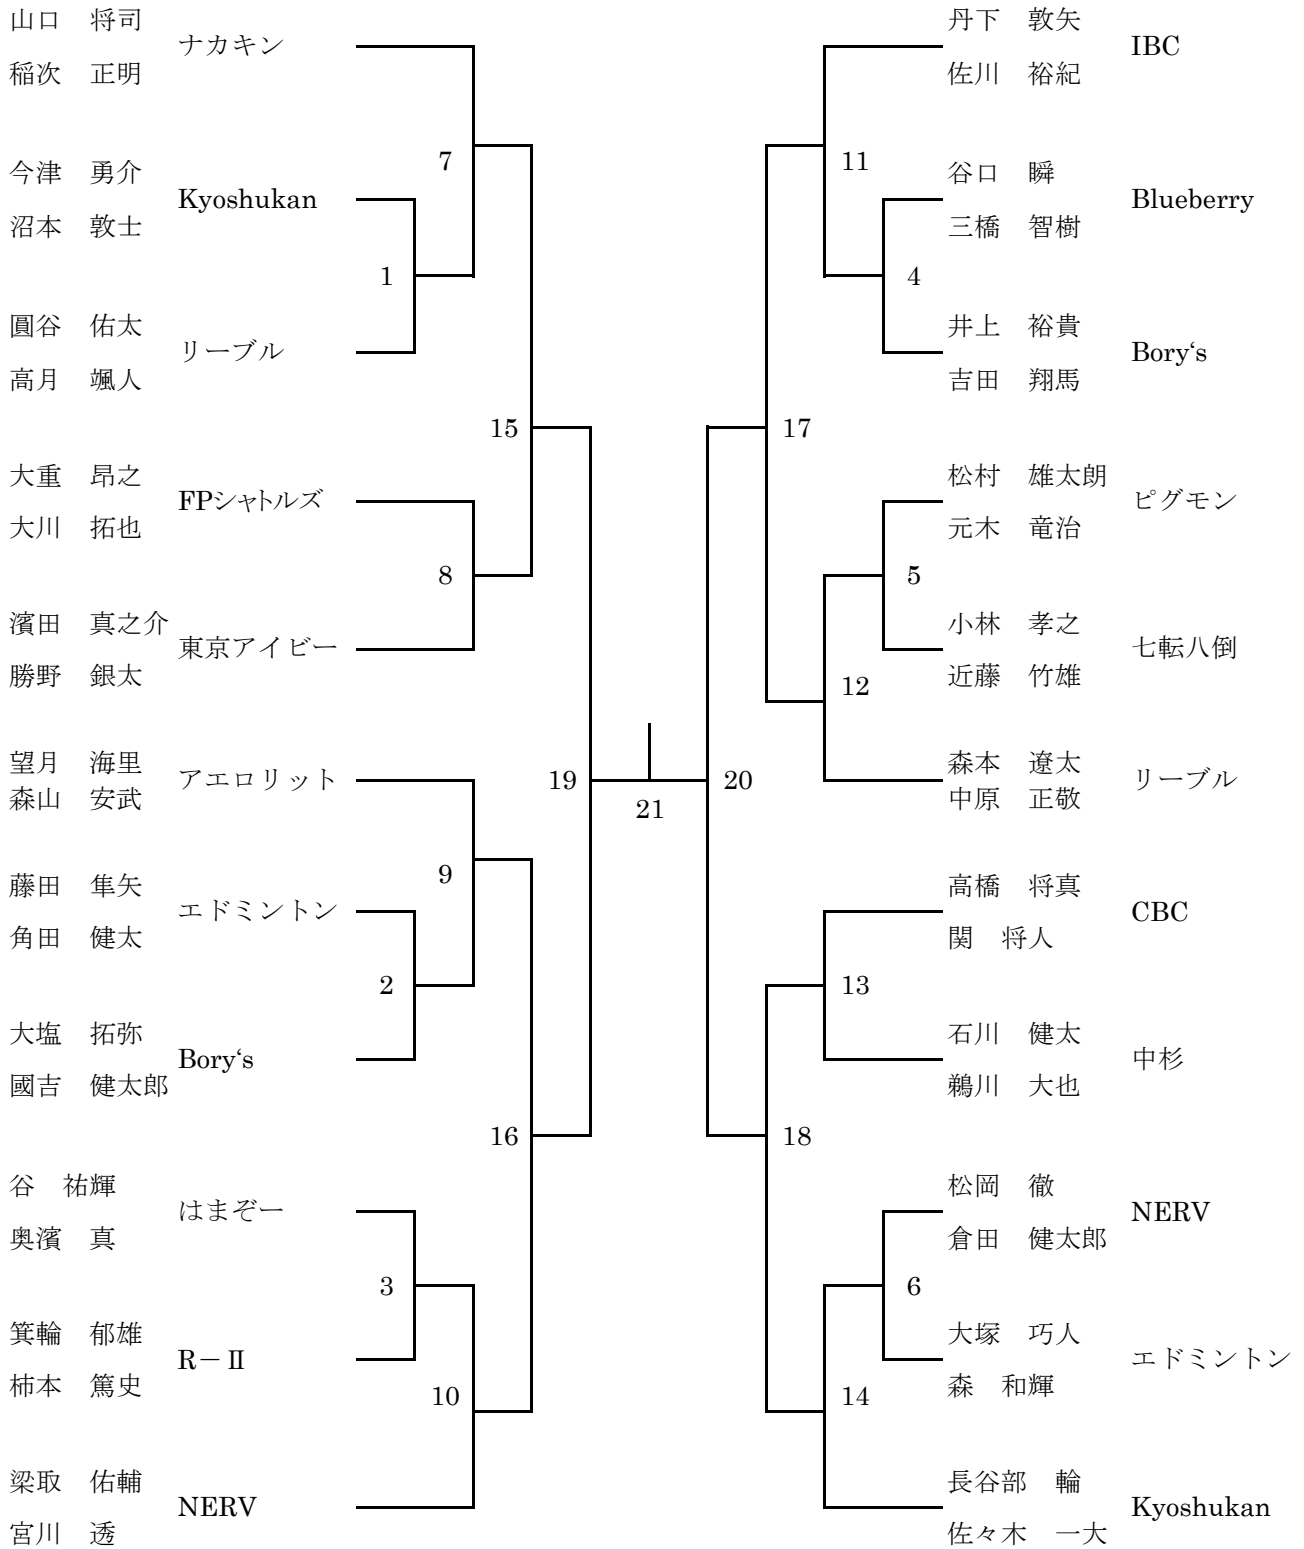 山口　将司
ナカキン
稲次　正明
今津　勇介
Kyoshukan
沼本　敦士
圓谷　佑太
リーブル
高月　颯人
大重　昂之
FPシャトルズ
大川　拓也
濱田　真之介
東京アイビー
勝野　銀太
望月　海里
アエロリット
森山　安武
藤田　隼矢
エドミントン
角田　健太
大塩　拓弥
Bory‘s
國吉　健太郎
谷　祐輝
はまぞー
奥濱　真
箕輪　郁雄
R－Ⅱ
柿本　篤史
梁取　佑輔
NERV
宮川　透
7
1
15
8
9
2
16
3
10
19
21
20
11
4
17
5
12
13
18
6
14
丹下　敦矢
IBC
佐川　裕紀
谷口　瞬
Blueberry
三橋　智樹
井上　裕貴
Bory‘s
吉田　翔馬
松村　雄太朗
ピグモン
元木　竜治
小林　孝之
七転八倒
近藤　竹雄
森本　遼太
リーブル
中原　正敬
高橋　将真
CBC
関　将人
石川　健太
中杉
鵜川　大也
松岡　徹
NERV
倉田　健太郎
大塚　巧人
エドミントン
森　和輝
長谷部　輪
Kyoshukan
佐々木　一大